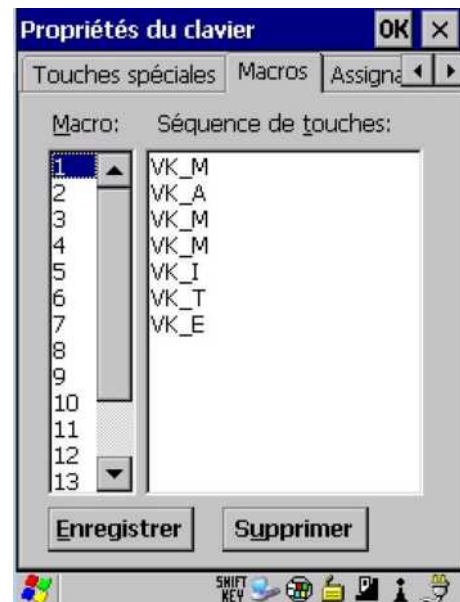 Propriétés du clavier OK ×
Touches spéciales Macros Assigna
Macro: Séquence de touches:
1 VK_M
2 VK_A
3 VK_M
4 VK_M
5 VK_I
6 VK_T
7 VK_E
8
9
10
11
12
13
Enregistrer Supprimer
SHIFT
KEY